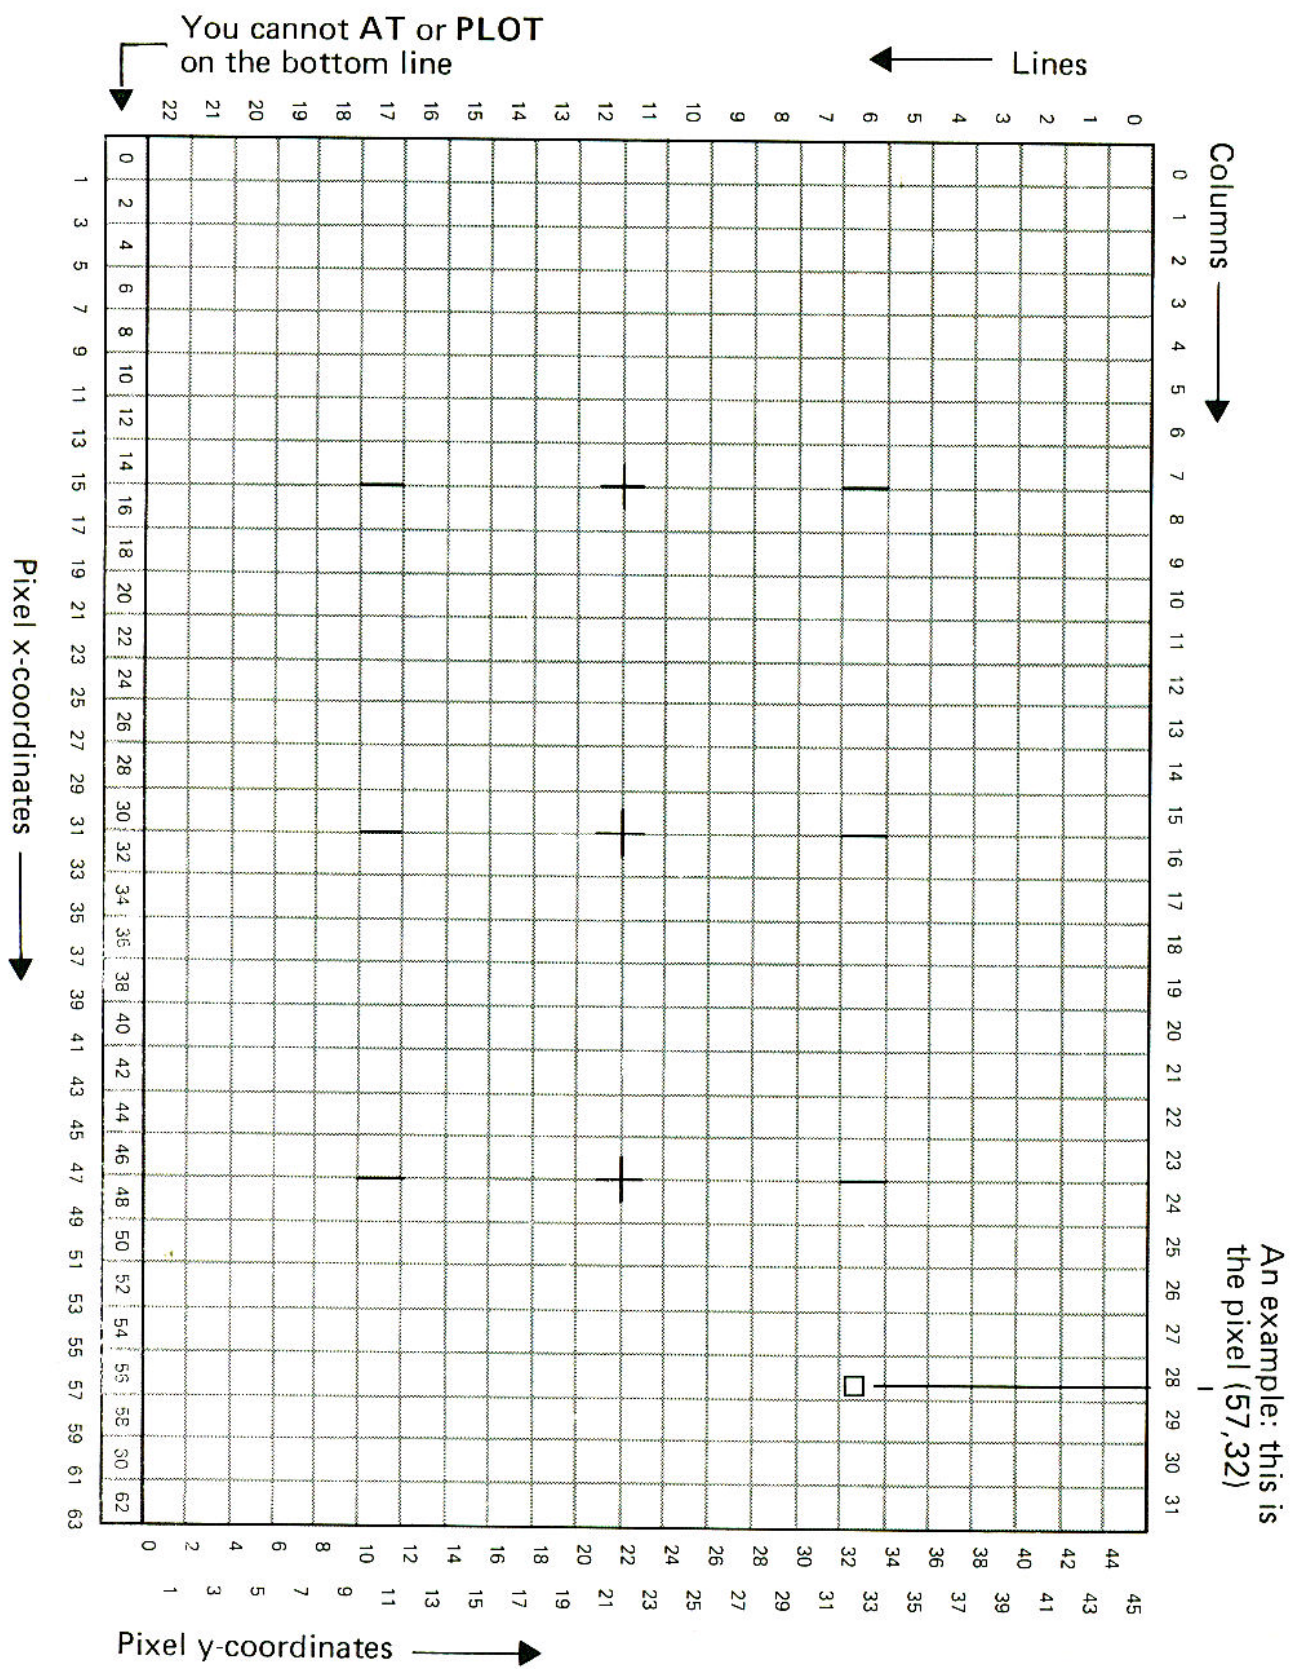 You cannot AT or PLOT
on the bottom line
Lines
22 21 20 19 18 17 16 15 14 13 12 11 10 9 8 7 6 5 4 3 2 1 0
Columns
0 1 2 3 4 5 6 7 8 9 10 11 12 13 14 15 16 17 18 19 20 21 22 23 24 25 26 27 28 29 30 31
0 2 4 6 8 10 12 14 16 18 20 22 24 26 28 30 32 34 36 38 40 42 44 46 48 50 52 54 56 58 60 62
1 3 5 7 9 11 13 15 17 19 21 23 25 27 29 31 33 35 37 39 41 43 45 47 49 51 53 55 57 59 61 63
Pixel x-coordinates
An example: this is
the pixel (57,32)
0 2 4 6 8 10 12 14 16 18 20 22 24 26 28 30 32 34 36 38 40 42 44
1 3 5 7 9 11 13 15 17 19 21 23 25 27 29 31 33 35 37 39 41 43 45
Pixel y-coordinates